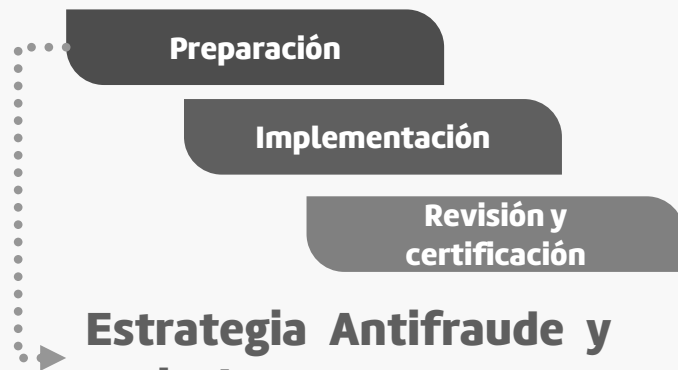 Preparación
Implementación
Revisión y
certificación
Estrategia Antifraude y